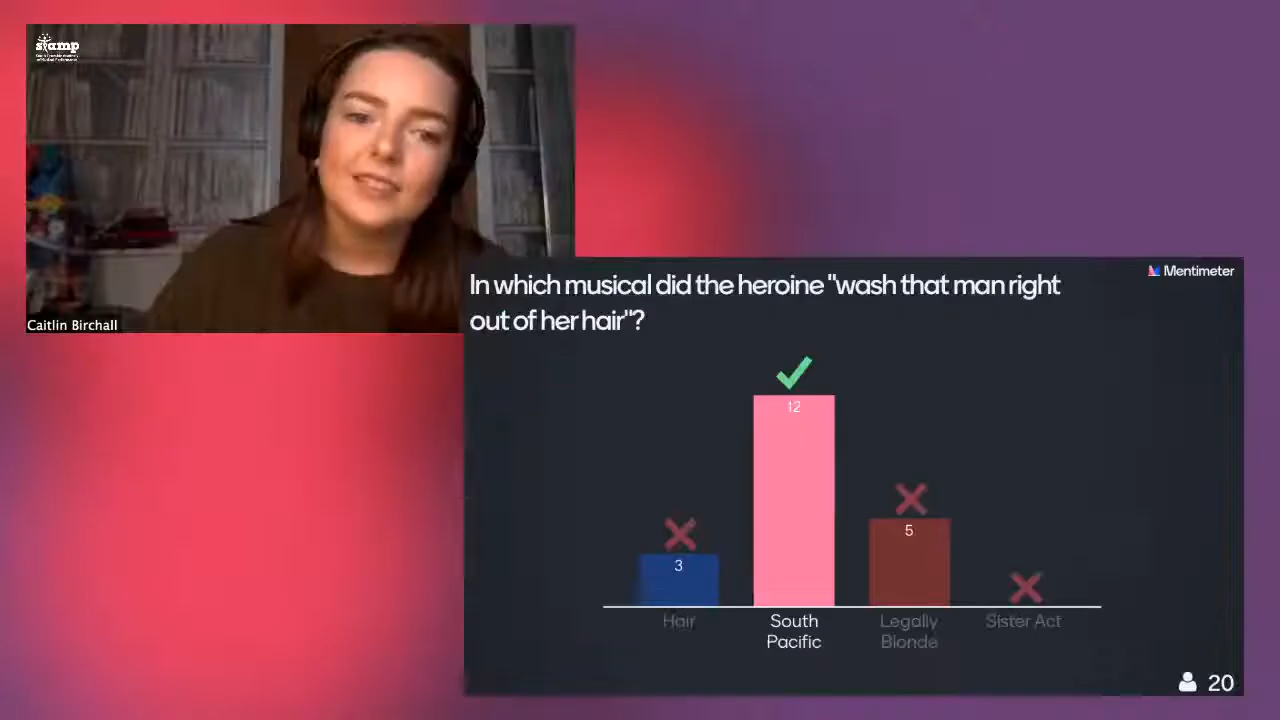 stamp
Caitlin Birchall
Mentimeter
In which musical did the heroine "wash that man right
out of her hair"?
12
5
3
Hair
South
Pacific
Legally
Blonde
Sister Act
20